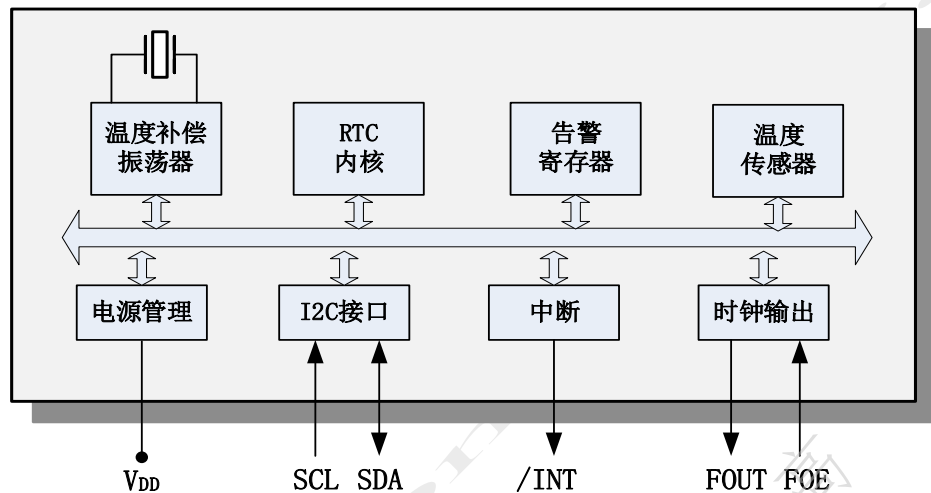 温度补偿
振荡器
RTC
内核
告警
寄存器
温度
传感器
电源管理
I2C接口
中断
时钟输出
VDD
SCL SDA
/INT
FOUT FOE